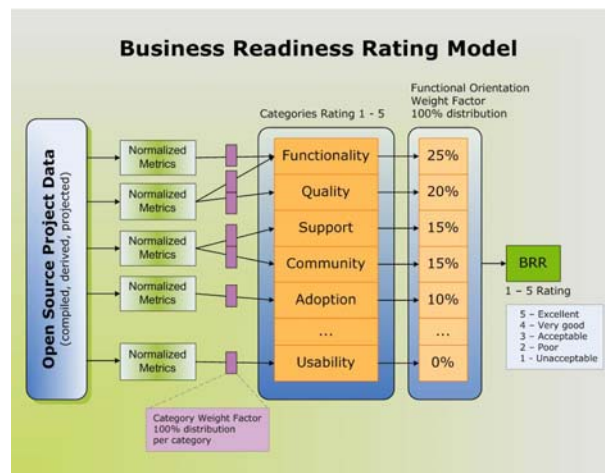 Business Readiness Rating Model
Open Source Project Data
(compiled, derived, projected)
Normalized
Metrics
Normalized
Metrics
Normalized
Metrics
Normalized
Metrics
Normalized
Metrics
Category Weight Factor
100% distribution
per category
Categories Rating 1 - 5
Functionality
Quality
Support
Community
Adoption
...
Usability
Functional Orientation
Weight Factor
100% distribution
25%
20%
15%
15%
10%
...
0%
BRR
1 – 5 Rating
5 – Excellent
4 – Very good
3 – Acceptable
2 – Poor
1 - Unacceptable